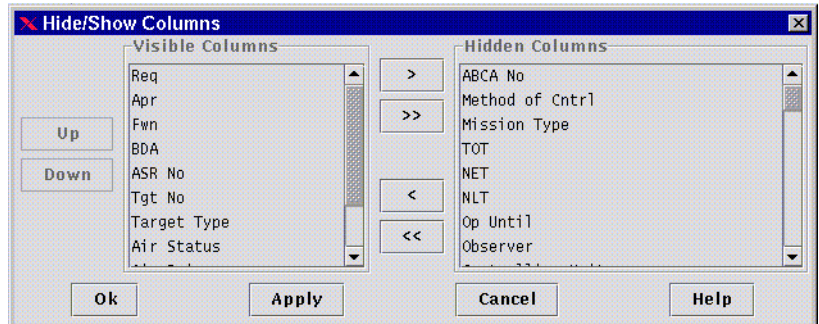 Hide/Show Columns
Visible Columns
Req
Apr
Fwn
BDA
ASR No
Tgt No
Target Type
Air Status
Up
Down
>
>>
<
<<
Hidden Columns
ABCA No
Method of Cntrl
Mission Type
TOT
NET
NLT
Op Until
Observer
Ok
Apply
Cancel
Help